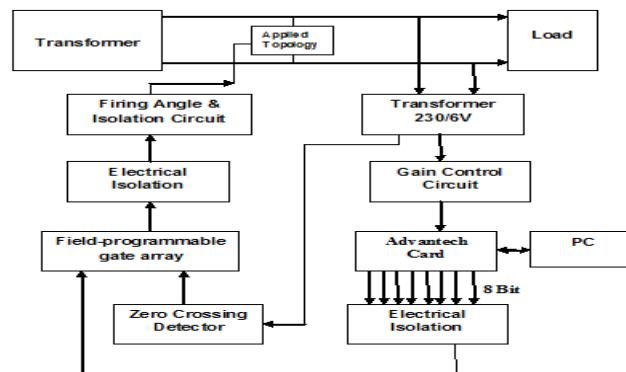 Transformer
Applied
Topology
Load
Firing Angle &
Isolation Circuit
Transformer
230/6V
Electrical
Isolation
Gain Control
Circuit
Field-programmable
gate array
Advantech
Card
PC
8 Bit
Zero Crossing
Detector
Electrical
Isolation